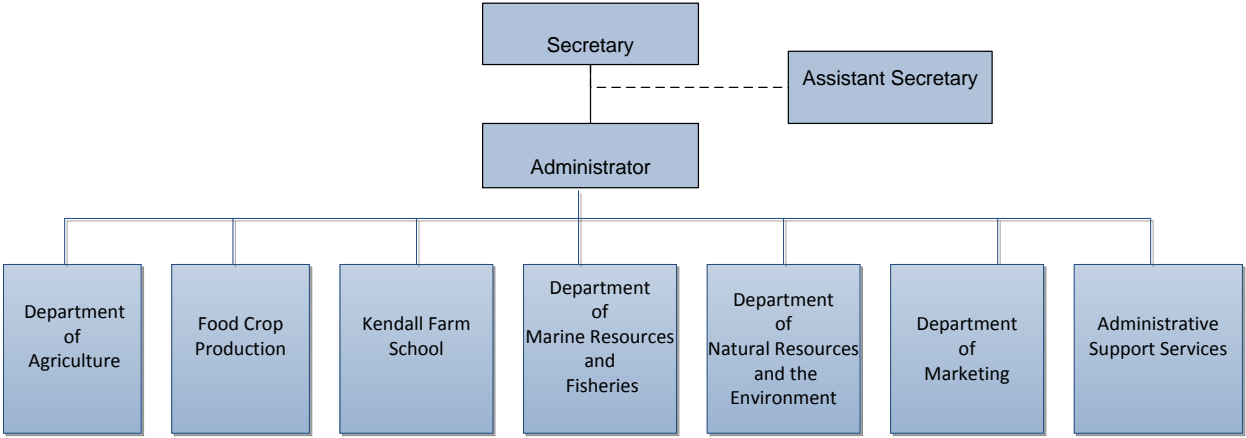 Secretary
Assistant Secretary
Administrator
Department
of
Agriculture
Food Crop
Production
Kendall Farm
School
Department
of
Marine Resources
and
Fisheries
Department
of
Natural Resources
and the
Environment
Department
of
Marketing
Administrative
Support Services